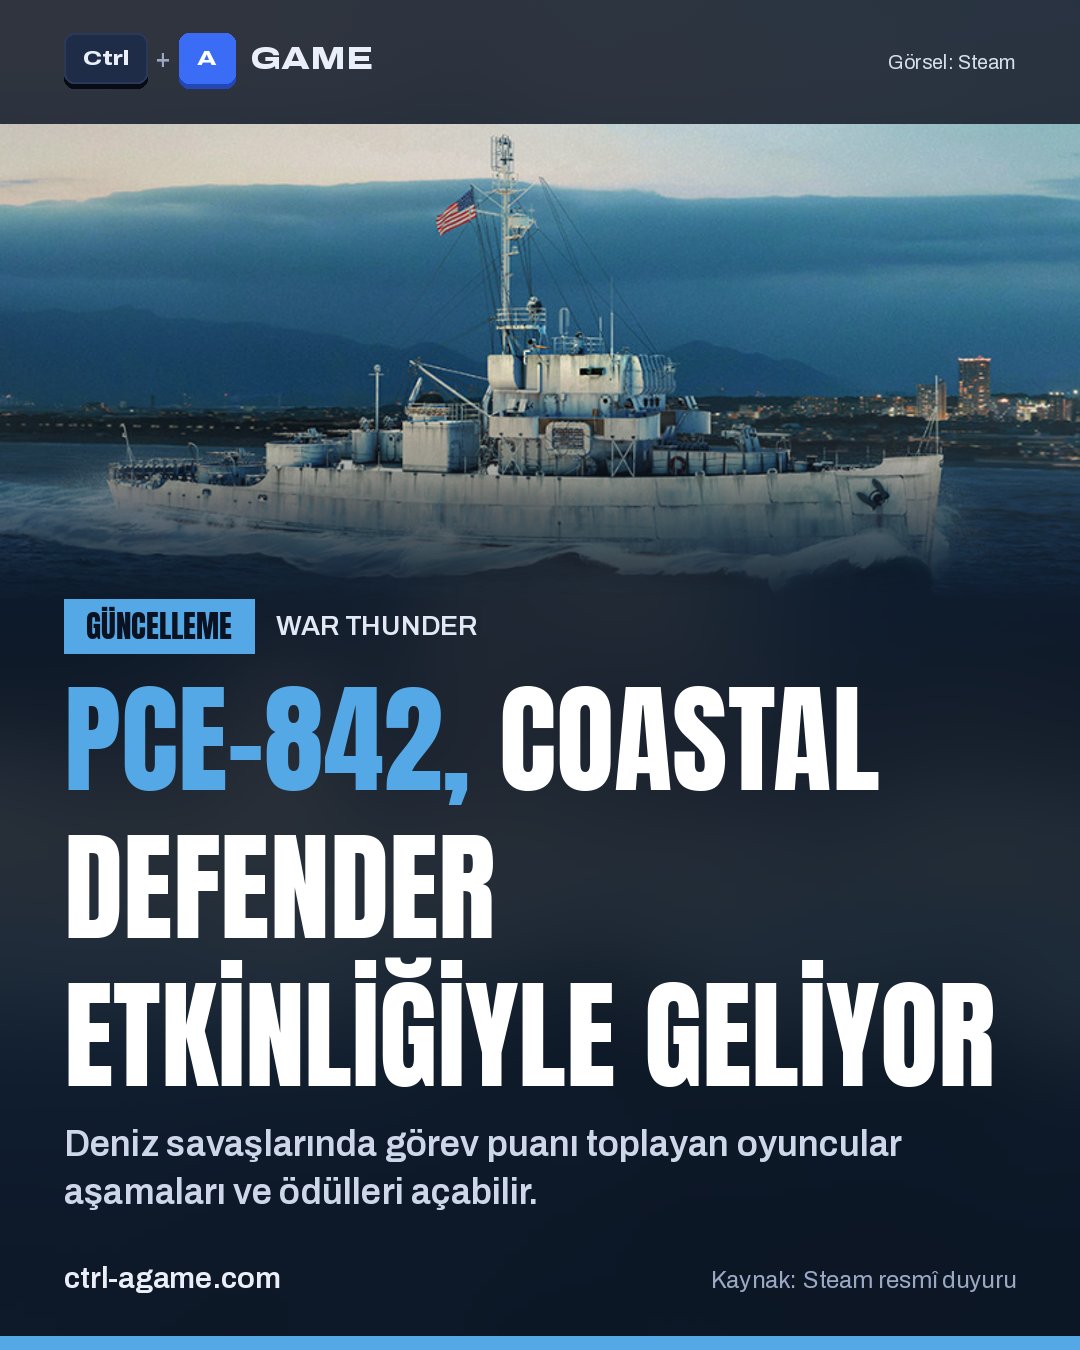 Ctrl + A GAME
Görsel: Steam
GÜNCELLEME WAR THUNDER
PCE-842, COASTAL
DEFENDER
ETKİNLİĞİYLE GELİYOR
Deniz savaşlarında görev puanı toplayan oyuncular
aşamaları ve ödülleri açabilir.
ctrl-agame.com
Kaynak: Steam resmî duyuru